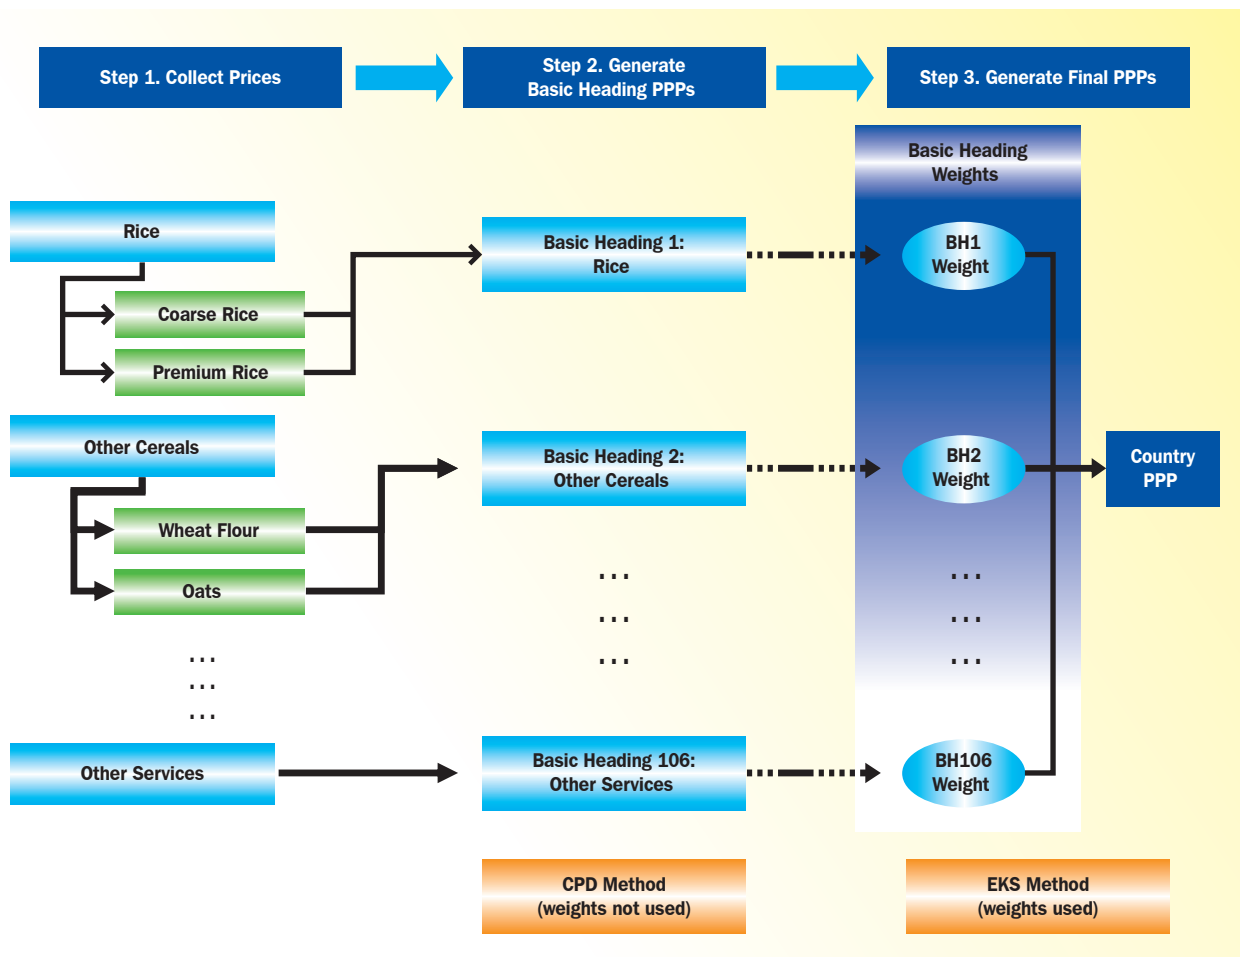 Step 1. Collect Prices
Step 2. Generate
Basic Heading PPPs
Step 3. Generate Final PPPs
Basic Heading
Weights
Rice
Coarse Rice
Premium Rice
Basic Heading 1:
Rice
BH1
Weight
Other Cereals
Wheat Flour
Oats
Basic Heading 2:
Other Cereals
BH2
Weight
Country
PPP
...
...
...
...
...
...
...
...
...
Other Services
Basic Heading 106:
Other Services
BH106
Weight
CPD Method
(weights not used)
EKS Method
(weights used)